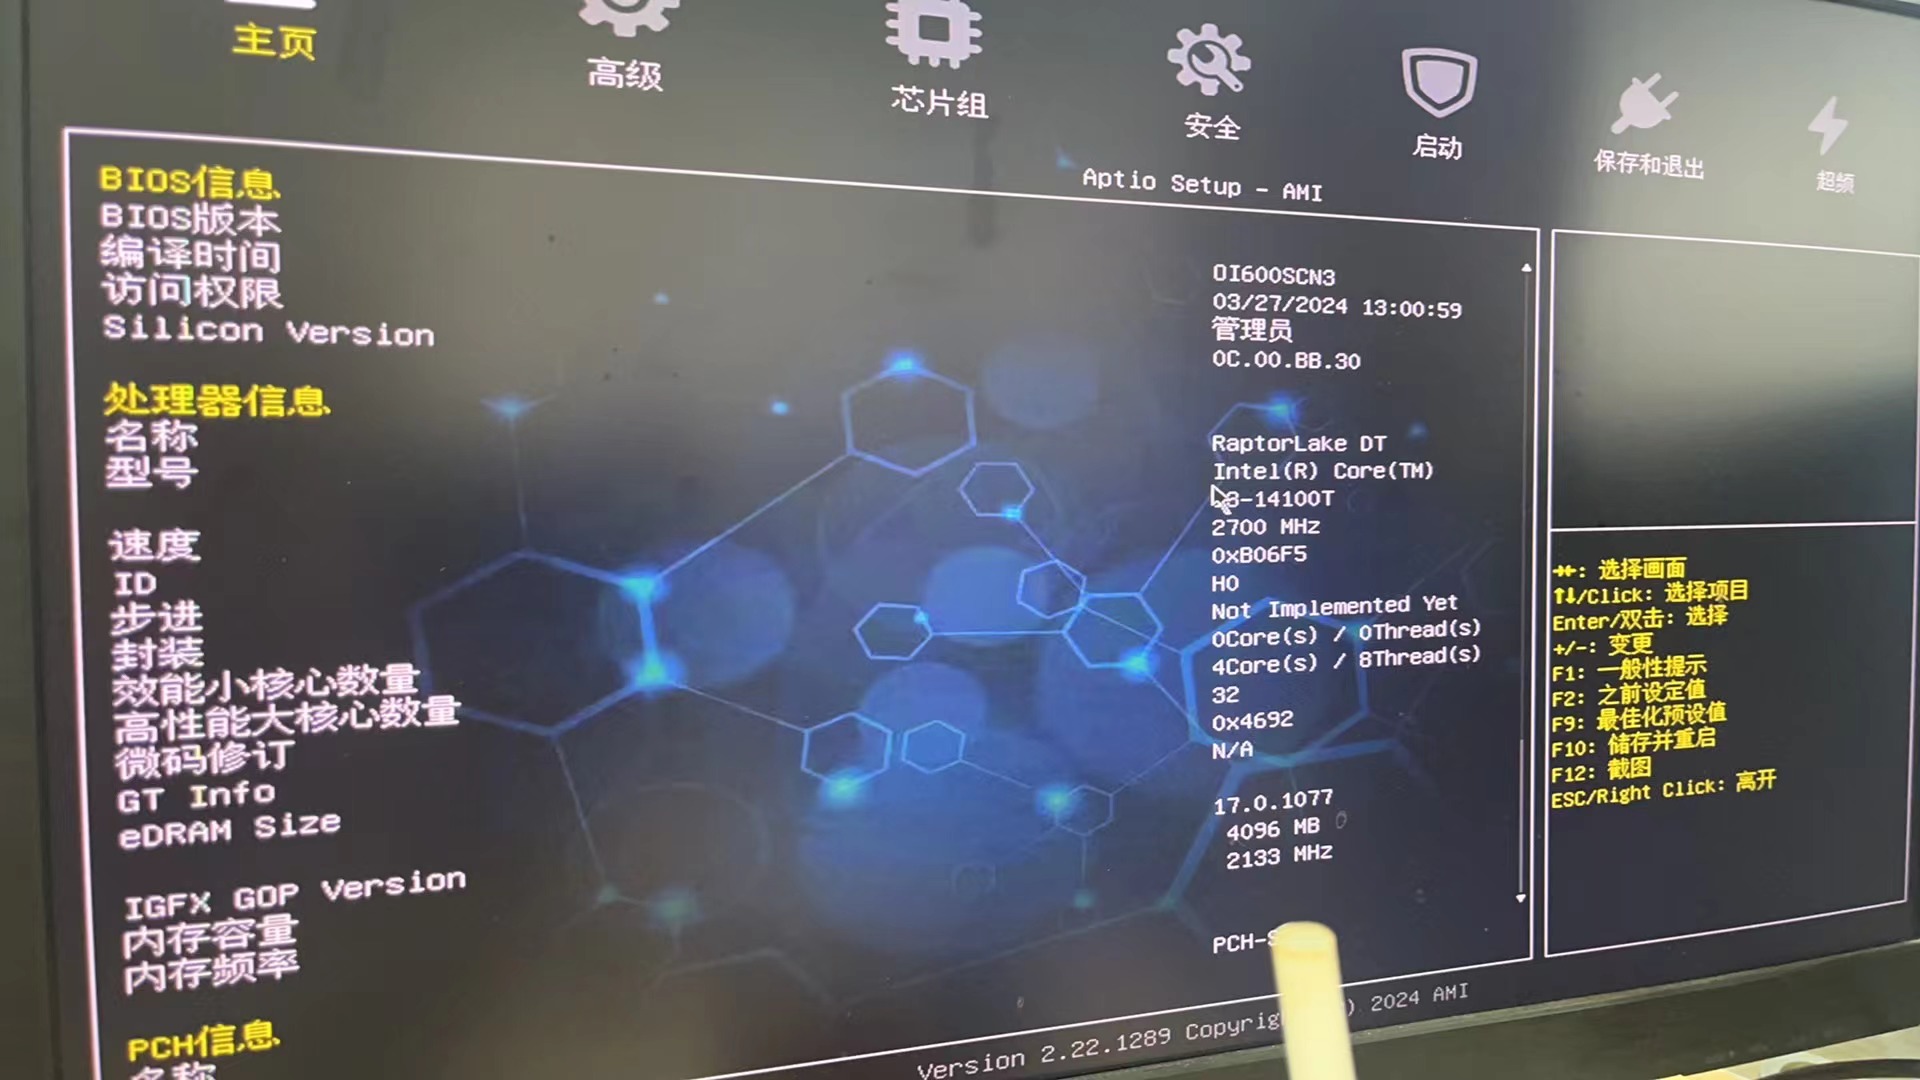 主页
高级
芯片组
安全
启动
保存和退出
超频
Aptio Setup - AMI
BIOS信息
BIOS版本 OI600SCN3
编译时间 03/27/2024 13:00:59
访问权限 管理员
Silicon Version 0C.00.BB.30
处理器信息
名称 RaptorLake DT
型号 Intel(R) Core(TM)
-14100T
速度 2700 MHz
ID 0xB06F5
步进 H0
封装 Not Implemented Yet
效能小核心数量 0Core(s) / 0Thread(s)
高性能大核心数量 4Core(s) / 8Thread(s)
微码修订 32
GT Info 0x4692
eDRAM Size N/A
IGFX GOP Version 17.0.1077
内存容量 4096 MB
内存频率 2133 MHz
PCH信息
名称 PCH-S
→←: 选择画面
↑↓/Click: 选择项目
Enter/双击: 选择
+/-: 变更
F1: 一般性提示
F2: 之前设定值
F9: 最佳化预设值
F10: 储存并重启
F12: 截图
ESC/Right Click: 离开
Version 2.22.1289 Copyrig ) 2024 AMI